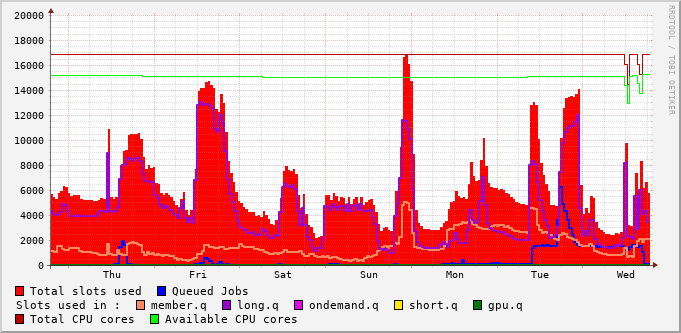 20000
18000
16000
14000
12000
10000
8000
6000
4000
2000
0
Thu Fri Sat Sun Mon Tue Wed
RRDTOOL / TOBI OETIKER
Total slots used Queued Jobs
Slots used in : member.q long.q ondemand.q short.q gpu.q
Total CPU cores Available CPU cores